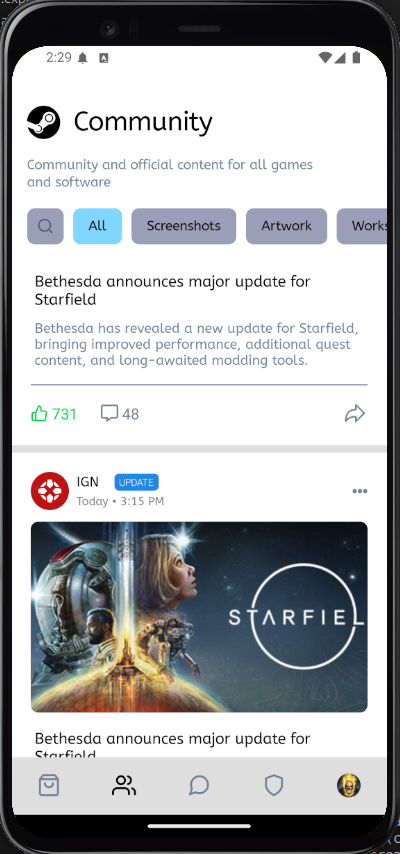 2:29
Community
Community and official content for all games
and software
All
Screenshots
Artwork
Works
Bethesda announces major update for
Starfield
Bethesda has revealed a new update for Starfield,
bringing improved performance, additional quest
content, and long-awaited modding tools.
731
48
IGN
UPDATE
Today • 3:15 PM
STARFIEL
Bethesda announces major update for
Starfield